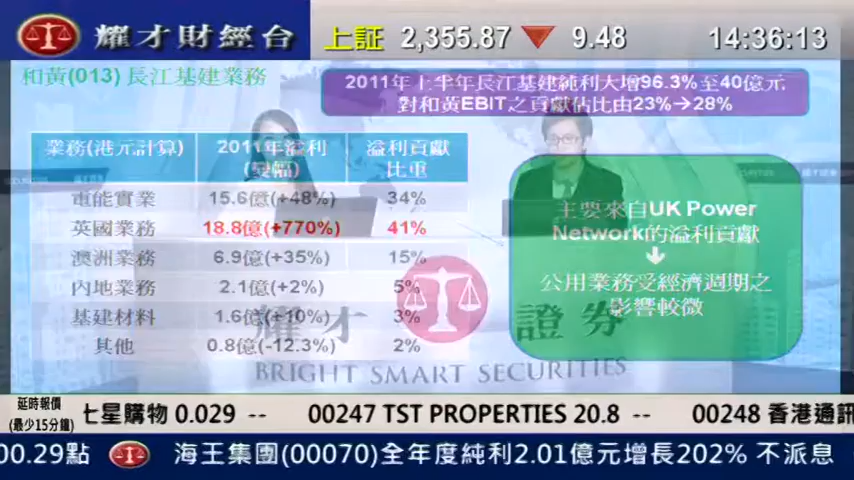 耀才財經台
上証 2,355.87 9.48 14:36:13
和黃(013) 長江基建業務
2011年上半年長江基建純利大增96.3%至40億元
對和黃EBIT之貢獻佔比由23%→28%
業務(港元計算) 2011年溢利(變幅) 溢利貢獻比重
電能實業 15.6億(+48%) 34%
英國業務 18.8億(+770%) 41%
澳洲業務 6.9億(+35%) 15%
內地業務 2.1億(+2%) 5%
基建材料 1.6億(+10%) 3%
其他 0.8億(-12.3%) 2%
主要來自UK Power
Network的溢利貢獻
公用業務受經濟週期之
影響較微
耀才證券
BRIGHT SMART SECURITIES
延時報價
(最少15分鐘)
七星購物 0.029 -- 00247 TST PROPERTIES 20.8 -- 00248 香港通訊
00.29點 海王集團(00070)全年度純利2.01億元增長202% 不派息